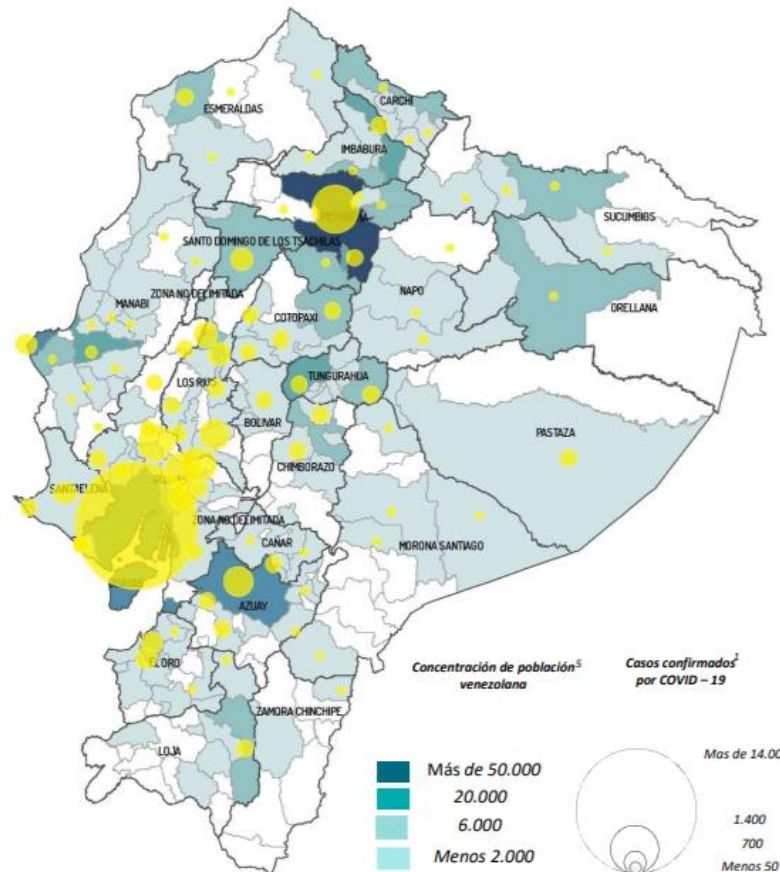 ESMERALDAS
CARCHI
IMBABURA
SUCUMBIOS
SANTO DOMINGO DE LOS TSACHILAS
ZONA NO DELIMITADA
MANABI
NAPO
ORELLANA
COTOPAXI
LOS RIOS
TUNGURAHUA
BOLIVAR
PASTAZA
CHIMBORAZO
ZONA NO DELIMITADA
CAÑAR
MORONA SANTIAGO
AZUAY
EL ORO
ZAMORA CHINCHIPE
LOJA
Concentración de población⁵
venezolana
Casos confirmados¹
por COVID – 19
Más de 50.000
20.000
6.000
Menos 2.000
Mas de 14.00
1.400
700
Menos 50